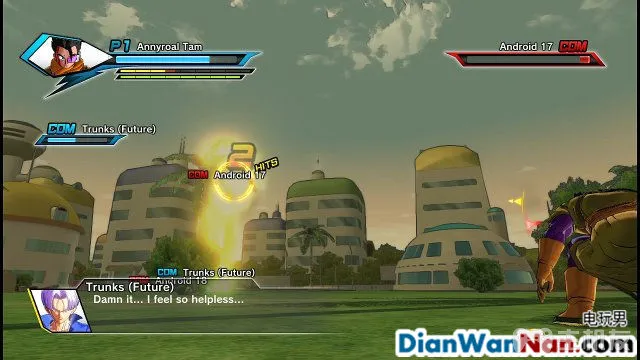 P1 Annyroal Tam
Android 17 COM
COM Trunks (Future)
2
HITS
COM Android 17
COM Trunks (Future)
Android 18
Trunks (Future)
Damn it... I feel so helpless...
电玩男
DianWanNan.com